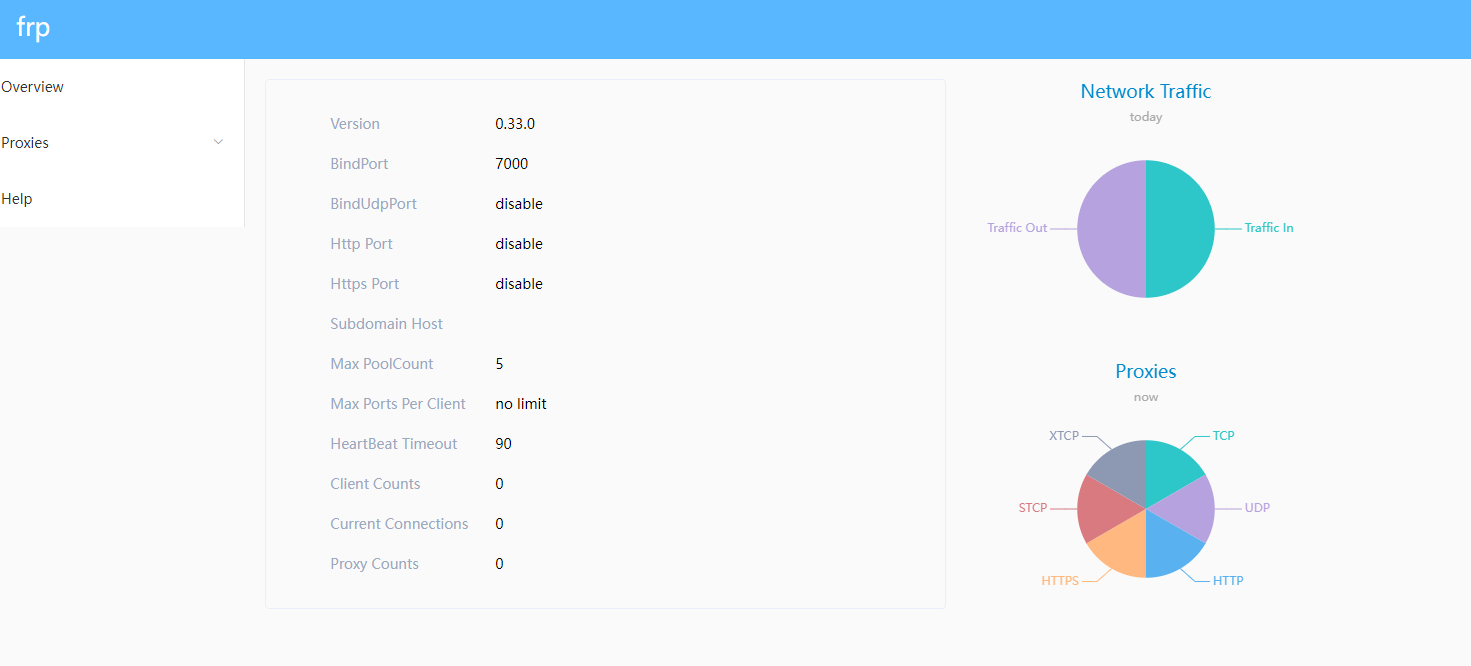 frp
Overview
Proxies
Help
Version 0.33.0
BindPort 7000
BindUdpPort disable
Http Port disable
Https Port disable
Subdomain Host
Max PoolCount 5
Max Ports Per Client no limit
HeartBeat Timeout 90
Client Counts 0
Current Connections 0
Proxy Counts 0
Network Traffic
today
Traffic Out Traffic In
Proxies
now
XTCP TCP
STCP UDP
HTTPS HTTP